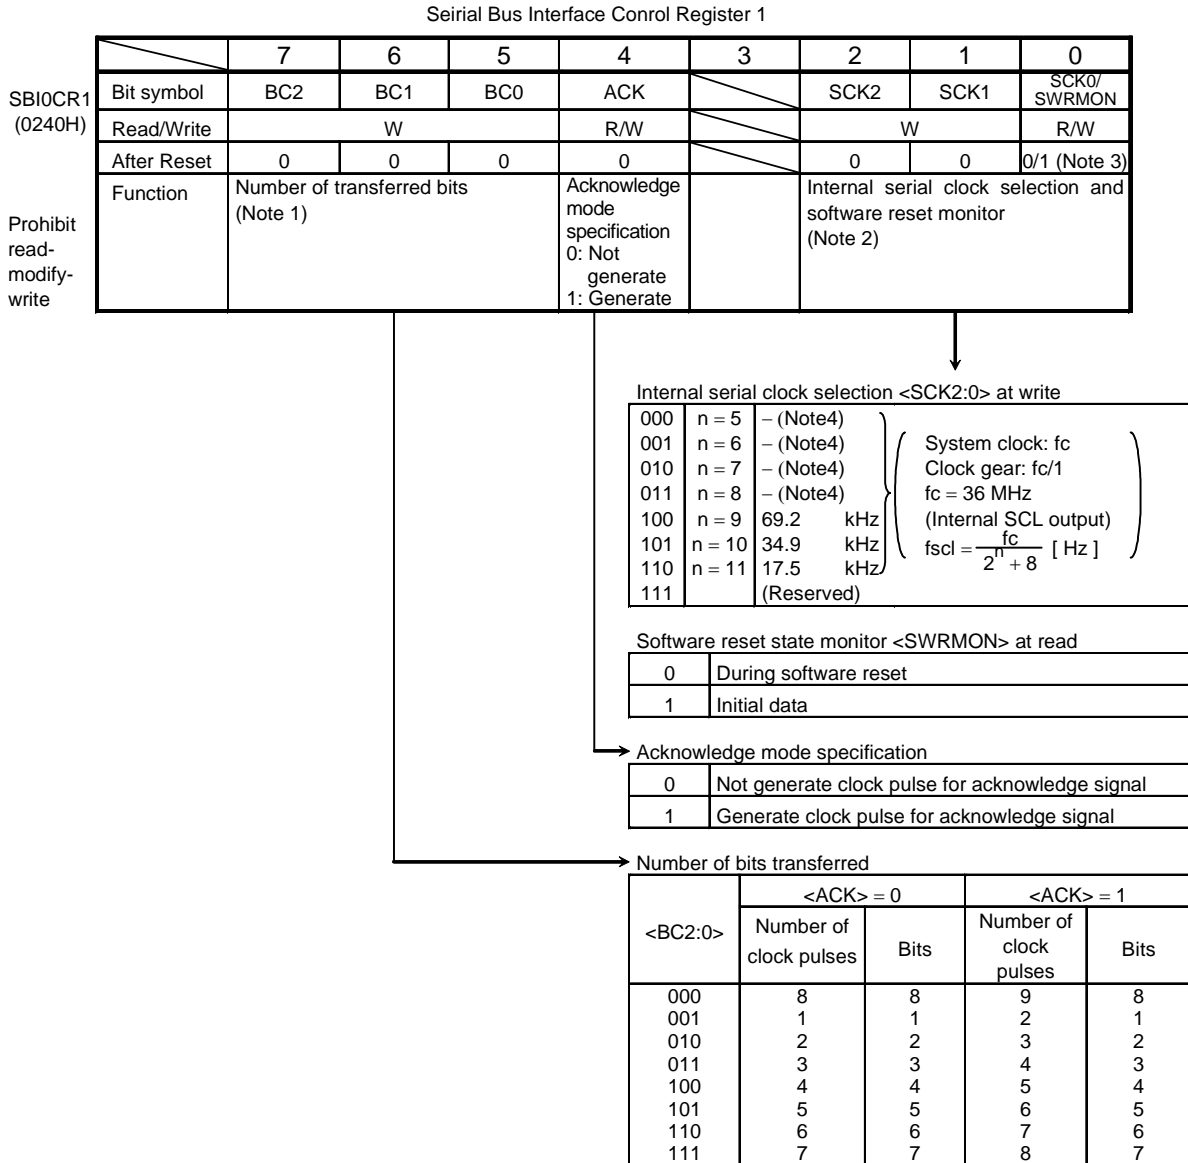 Seirial Bus Interface Conrol Register 1
7 6 5 4 3 2 1 0
SBI0CR1
(0240H)
Bit symbol BC2 BC1 BC0 ACK SCK2 SCK1 SCK0/
SWRMON
Read/Write W R/W W R/W
After Reset 0 0 0 0 0 0 0/1 (Note 3)
Prohibit
read-
modify-
write
Function
Number of transferred bits
(Note 1)
Acknowledge
mode
specification
0: Not
generate
1: Generate
Internal serial clock selection and
software reset monitor
(Note 2)
Internal serial clock selection <SCK2:0> at write
000 n = 5 – (Note4)
001 n = 6 – (Note4)
010 n = 7 – (Note4)
011 n = 8 – (Note4)
100 n = 9 69.2 kHz
101 n = 10 34.9 kHz
110 n = 11 17.5 kHz
111 (Reserved)
System clock: fc
Clock gear: fc/1
fc = 36 MHz
(Internal SCL output)
fscl = fc / 2^n + 8 [ Hz ]
Software reset state monitor <SWRMON> at read
0 During software reset
1 Initial data
Acknowledge mode specification
0 Not generate clock pulse for acknowledge signal
1 Generate clock pulse for acknowledge signal
Number of bits transferred
<BC2:0> <ACK> = 0 <ACK> = 1
Number of
clock pulses
Bits
Number of
clock
pulses
Bits
000 8 8 9 8
001 1 1 2 1
010 2 2 3 2
011 3 3 4 3
100 4 4 5 4
101 5 5 6 5
110 6 6 7 6
111 7 7 8 7